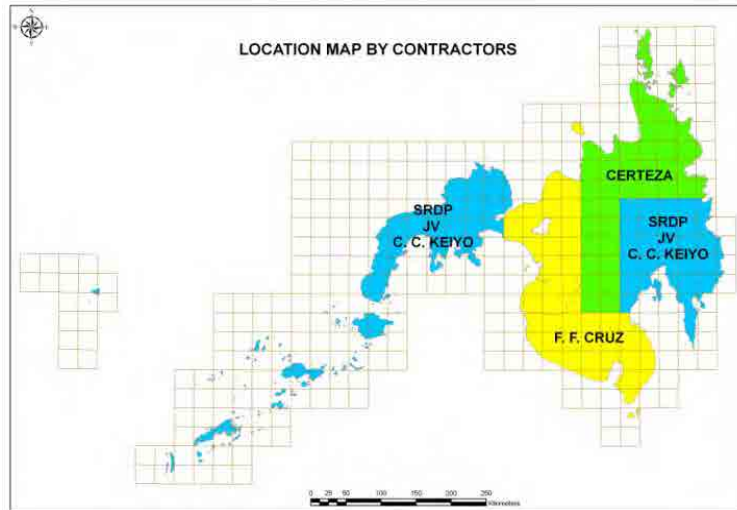 LOCATION MAP BY CONTRACTORS
CERTEZA
SRDP
JV
C. C. KEIYO
SRDP
JV
C. C. KEIYO
F. F. CRUZ
0 25 50 100 150 200 250
Kilometers